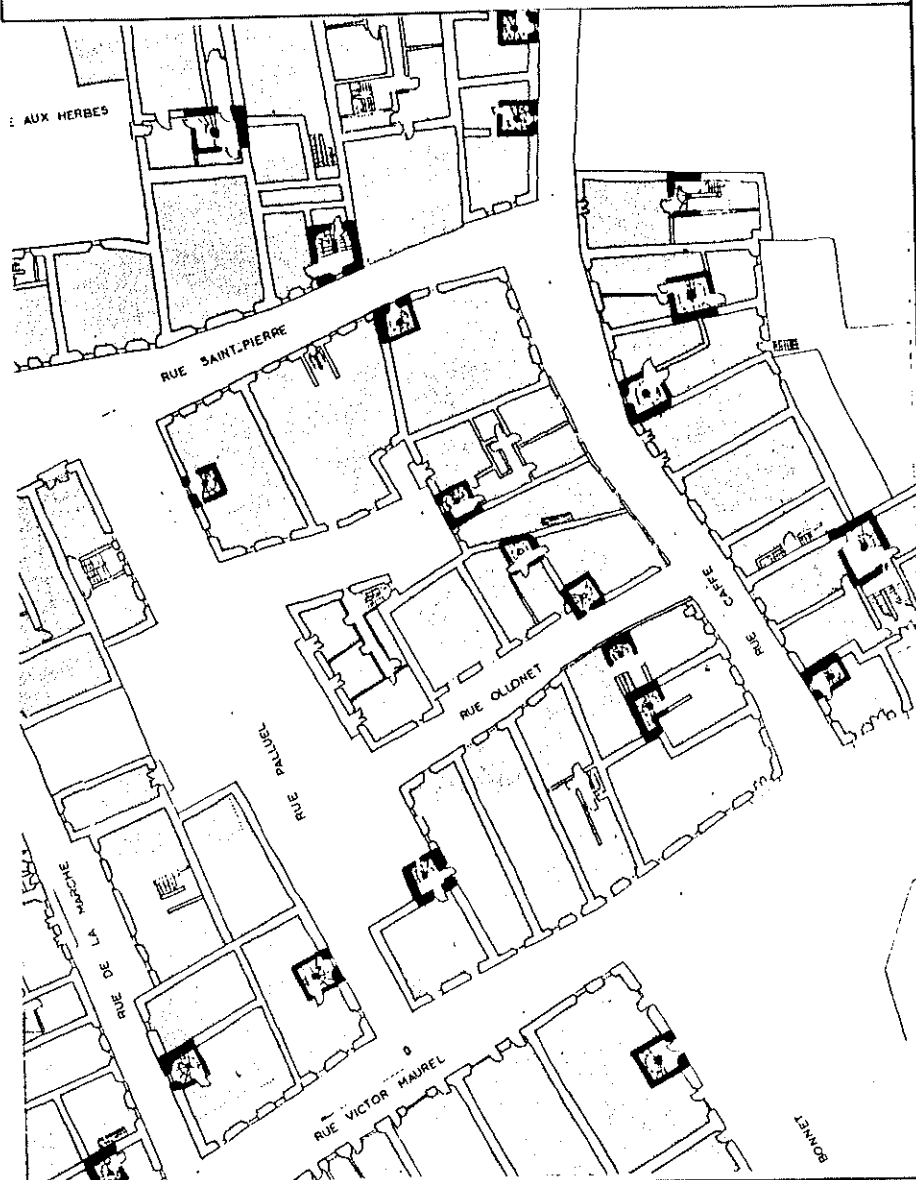 E AUX HERBES
RUE SAINT-PIERRE
RUE CAFFE
RUE OLLONET
RUE PALLUEL
RUE DE LA MARCHE
RUE VICTOR MAUREL
BONNET